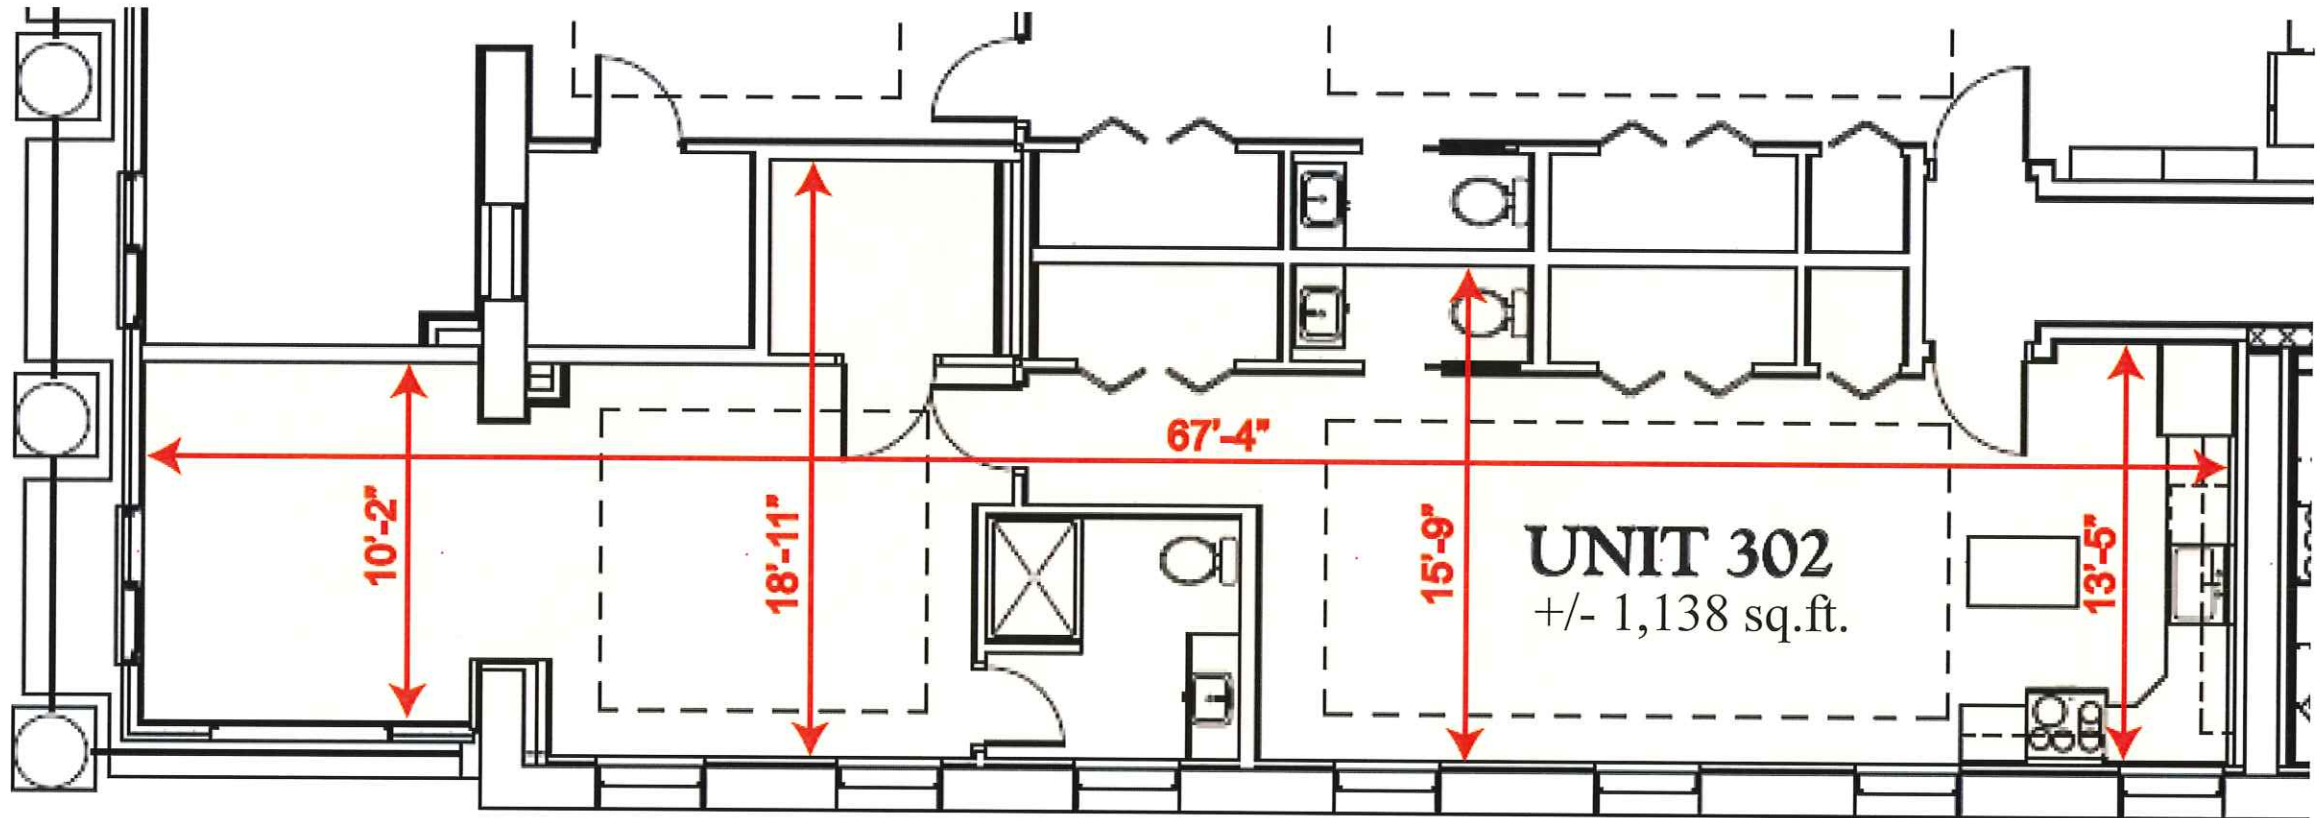 67'-4"
10'-2"
18'-11"
15'-9"
UNIT 302
+/- 1,138 sq.ft.
13'-5"